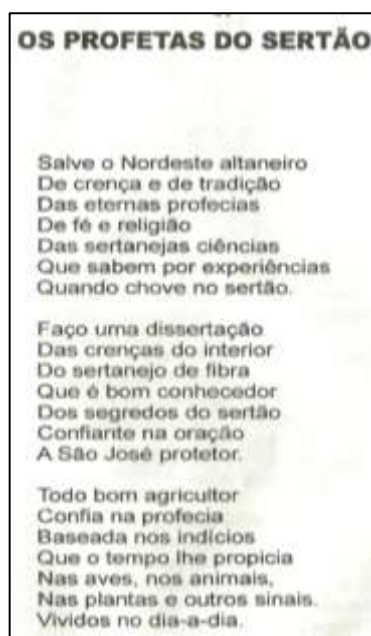 OS PROFETAS DO SERTÃO
Salve o Nordeste altaneiro
De crença e de tradição
Das eternas profecias
De fé e religião
Das sertanejas ciências
Que sabem por experiências
Quando chove no sertão.
Faço uma dissertação
Das crenças do interior
Do sertanejo de fibra
Que é bom conhecedor
Dos segredos do sertão
Confiante na oração
A São José protetor.
Todo bom agricultor
Confia na profecia
Baseada nos indícios
Que o tempo lhe propicia
Nas aves, nos animais,
Nas plantas e outros sinais.
Vividos no dia-a-dia.